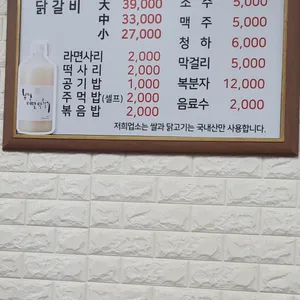 닭갈비 大 39,000
中 33,000
小 27,000
라면사리 2,000
떡사리 2,000
공기밥 1,000
주먹밥(셀프) 2,000
볶음밥 2,000
소주 5,000
맥주 5,000
청하 6,000
막걸리 5,000
복분자 12,000
음료수 2,000
저희업소는 쌀과 닭고기는 국내산만 사용합니다.